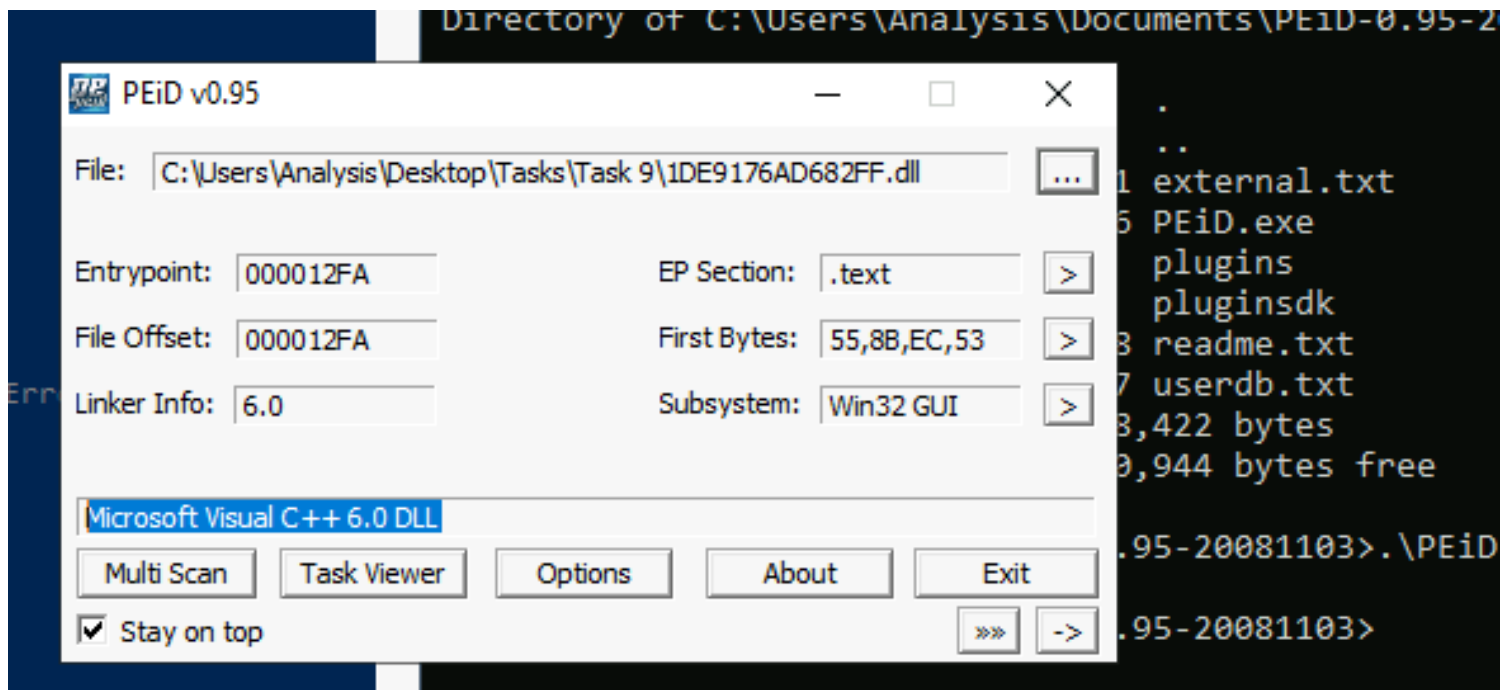 Directory of C:\Users\Analysis\Documents\PEiD-0.95-2
PEiD v0.95
File: C:\Users\Analysis\Desktop\Tasks\Task 9\1DE9176AD682FF.dll ...
Entrypoint: 000012FA EP Section: .text >
File Offset: 000012FA First Bytes: 55,8B,EC,53 >
Linker Info: 6.0 Subsystem: Win32 GUI >
Microsoft Visual C++ 6.0 DLL
Multi Scan Task Viewer Options About Exit
Stay on top »» ->
.
..
1 external.txt
6 PEiD.exe
plugins
pluginsdk
8 readme.txt
7 userdb.txt
8,422 bytes
0,944 bytes free
.95-20081103>.\PEiD
.95-20081103>
Err